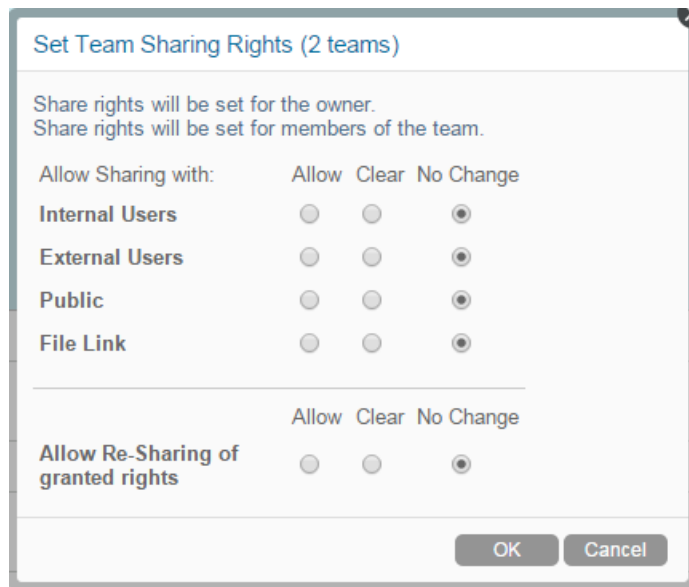 Set Team Sharing Rights (2 teams)
Share rights will be set for the owner.
Share rights will be set for members of the team.
Allow Sharing with: Allow Clear No Change
Internal Users
External Users
Public
File Link
Allow Clear No Change
Allow Re-Sharing of
granted rights
OK Cancel